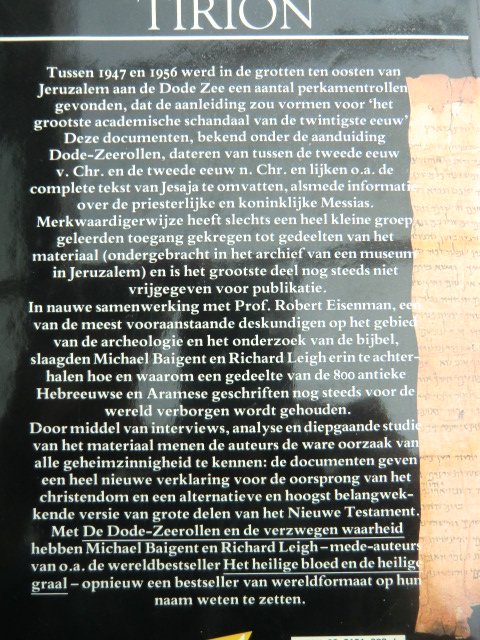 TIRION
Tussen 1947 en 1956 werd in de grotten ten oosten van
Jeruzalem aan de Dode Zee een aantal perkamentrollen
gevonden, dat de aanleiding zou vormen voor ‘het
grootste academische schandaal van de twintigste eeuw’
Deze documenten, bekend onder de aanduiding
Dode-Zeerollen, dateren van tussen de tweede eeuw
v. Chr. en de tweede eeuw n. Chr. en lijken o.a. de
complete tekst van Jesaja te omvatten, alsmede informatie
over de priesterlijke en koninklijke Messias.
Merkwaardigerwijze heeft slechts een heel kleine groep
geleerden toegang gekregen tot gedeelten van het
materiaal (ondergebracht in het archief van een museum
in Jeruzalem) en is het grootste deel nog steeds niet
vrijgegeven voor publikatie.
In nauwe samenwerking met Prof. Robert Eisenman, een
van de meest vooraanstaande deskundigen op het gebied
van de archeologie en het onderzoek van de bijbel,
slaagden Michael Baigent en Richard Leigh erin te achter-
halen hoe en waarom een gedeelte van de 800 antieke
Hebreeuwse en Aramese geschriften nog steeds voor de
wereld verborgen wordt gehouden.
Door middel van interviews, analyse en diepgaande studie
van het materiaal menen de auteurs de ware oorzaak van
alle geheimzinnigheid te kennen: de documenten geven
een heel nieuwe verklaring voor de oorsprong van het
christendom en een alternatieve en hoogst belangwek-
kende versie van grote delen van het Nieuwe Testament.
Met De Dode-Zeerollen en de verzwegen waarheid
hebben Michael Baigent en Richard Leigh – mede-auteurs
van o.a. de wereldbestseller Het heilige bloed en de heilige
graal – opnieuw een bestseller van wereldformaat op hun
naam weten te zetten.